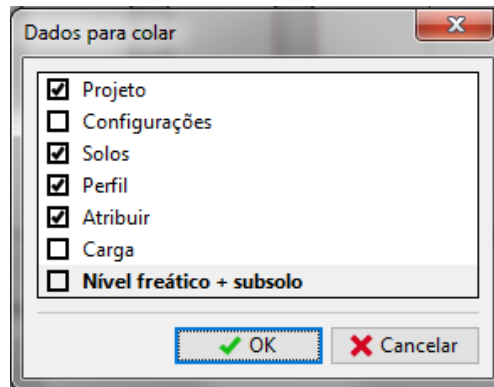 Dados para colar
Projeto
Configurações
Solos
Perfil
Atribuir
Carga
Nível freático + subsolo
OK Cancelar